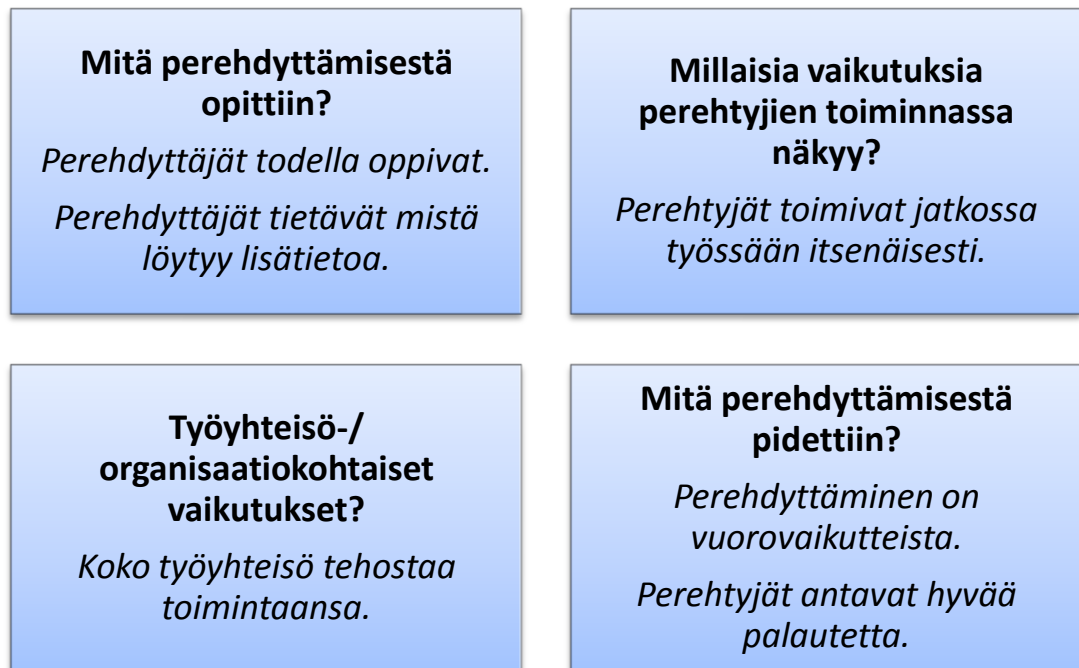 Mitä perehdyttämisestä
opittiin?
Perehdyttäjät todella oppivat.
Perehdyttäjät tietävät mistä
löytyy lisätietoa.
Millaisia vaikutuksia
perehtyjien toiminnassa
näkyy?
Perehtyjät toimivat jatkossa
työssään itsenäisesti.
Työyhteisö-/
organisaatiokohtaiset
vaikutukset?
Koko työyhteisö tehostaa
toimintaansa.
Mitä perehdyttämisestä
pidettiin?
Perehdyttäminen on
vuorovaikutteista.
Perehtyjät antavat hyvää
palautetta.